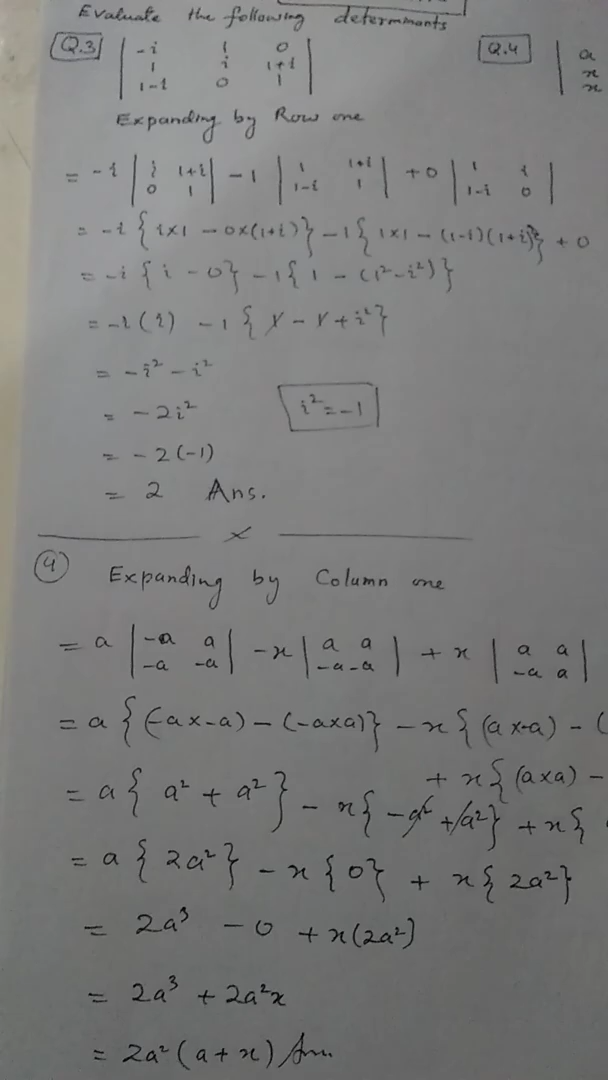 Evaluate the following determinants
Q.3 | -i 1 0 |
| 1 i 1+i |
| 1-i 0 1 |
Q.4 | a
| x
| x
Expanding by Row one
= -i | i 1+i | -1 | 1 1+i | +0 | 1 i |
| 0 1 | | 1-i 1 | | 1-i 0 |
= -i { i×1 - 0×(1+i) } -1 { 1×1 - (1-i)(1+i) } + 0
= -i { i - 0 } -1 { 1 - (1² - i²) }
= -i (i) -1 { 1 - 1 + i² }
= -i² - i²
= -2i²
i² = -1
= -2(-1)
= 2 Ans.
×
4 Expanding by Column one
= a | -a a | -x | a a | + x | a a |
| -a -a | | -a -a | | -a a |
= a { (-a×-a) - (-a×a) } - x { (a×-a) - (
+ x { (a×a) -
= a { a² + a² } - x { -a² + a² } + x {
= a { 2a² } - x { 0 } + x { 2a² }
= 2a³ - 0 + x(2a²)
= 2a³ + 2a²x
= 2a² (a + x) Ans.